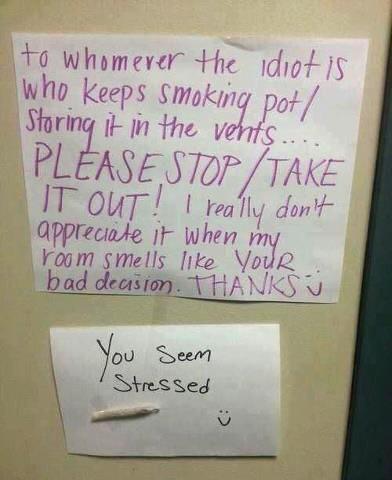 to whomever the idiot is
who keeps smoking pot/
storing it in the vents....
PLEASE STOP/TAKE
IT OUT! I really don't
appreciate it when my
room smells like YouR
bad decision. THANKS :)
You Seem
Stressed
:)